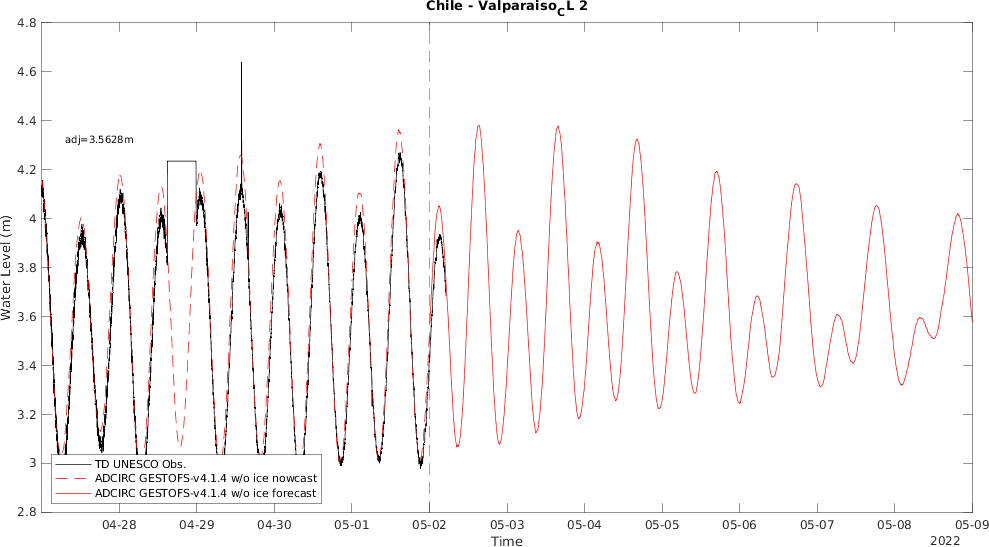 Chile - Valparaiso_CL 2
4.8
4.6
4.4
4.2
4
3.8
3.6
3.4
3.2
3
2.8
Water Level (m)
adj=3.5628m
TD UNESCO Obs.
ADCIRC GESTOFS-v4.1.4 w/o ice nowcast
ADCIRC GESTOFS-v4.1.4 w/o ice forecast
04-28 04-29 04-30 05-01 05-02 05-03 05-04 05-05 05-06 05-07 05-08 05-09
Time
2022